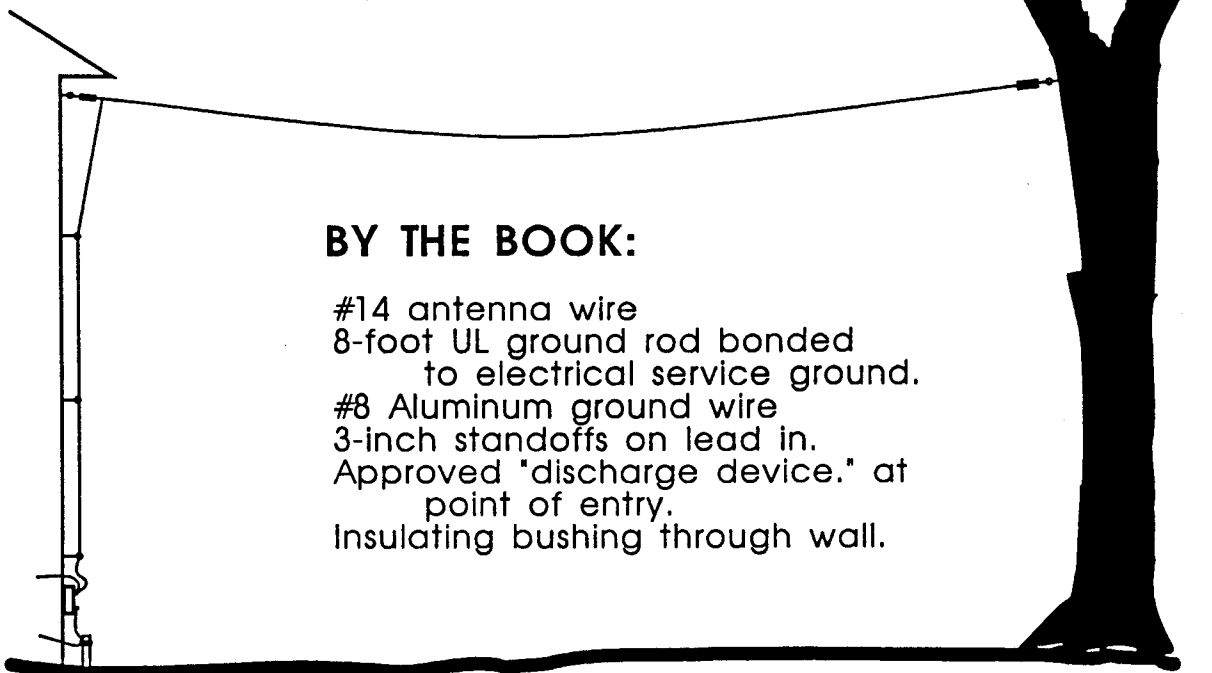 BY THE BOOK:
#14 antenna wire
8-foot UL ground rod bonded
to electrical service ground.
#8 Aluminum ground wire
3-inch standoffs on lead in.
Approved "discharge device." at
point of entry.
Insulating bushing through wall.